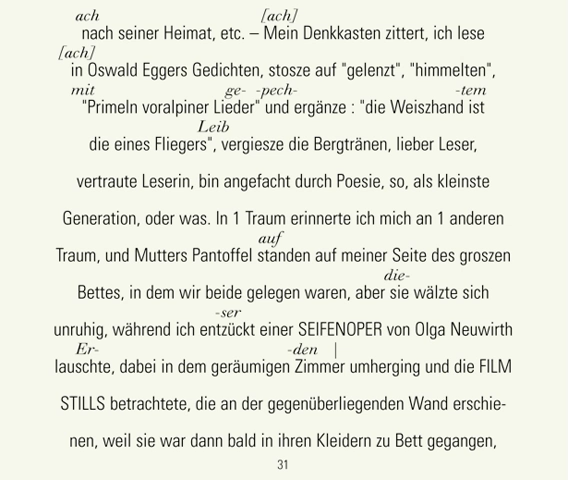 ach [ach]
nach seiner Heimat, etc. – Mein Denkkasten zittert, ich lese
[ach]
in Oswald Eggers Gedichten, stosze auf "gelenzt", "himmelten",
mit ge- -pech- -tem
"Primeln voralpiner Lieder" und ergänze : "die Weiszhand ist
Leib
die eines Fliegers", vergiesze die Bergtränen, lieber Leser,
vertraute Leserin, bin angefacht durch Poesie, so, als kleinste
Generation, oder was. In 1 Traum erinnerte ich mich an 1 anderen
auf
Traum, und Mutters Pantoffel standen auf meiner Seite des groszen
die-
Bettes, in dem wir beide gelegen waren, aber sie wälzte sich
-ser
unruhig, während ich entzückt einer SEIFENOPER von Olga Neuwirth
Er- -den |
lauschte, dabei in dem geräumigen Zimmer umherging und die FILM
STILLS betrachtete, die an der gegenüberliegenden Wand erschie-
nen, weil sie war dann bald in ihren Kleidern zu Bett gegangen,
31